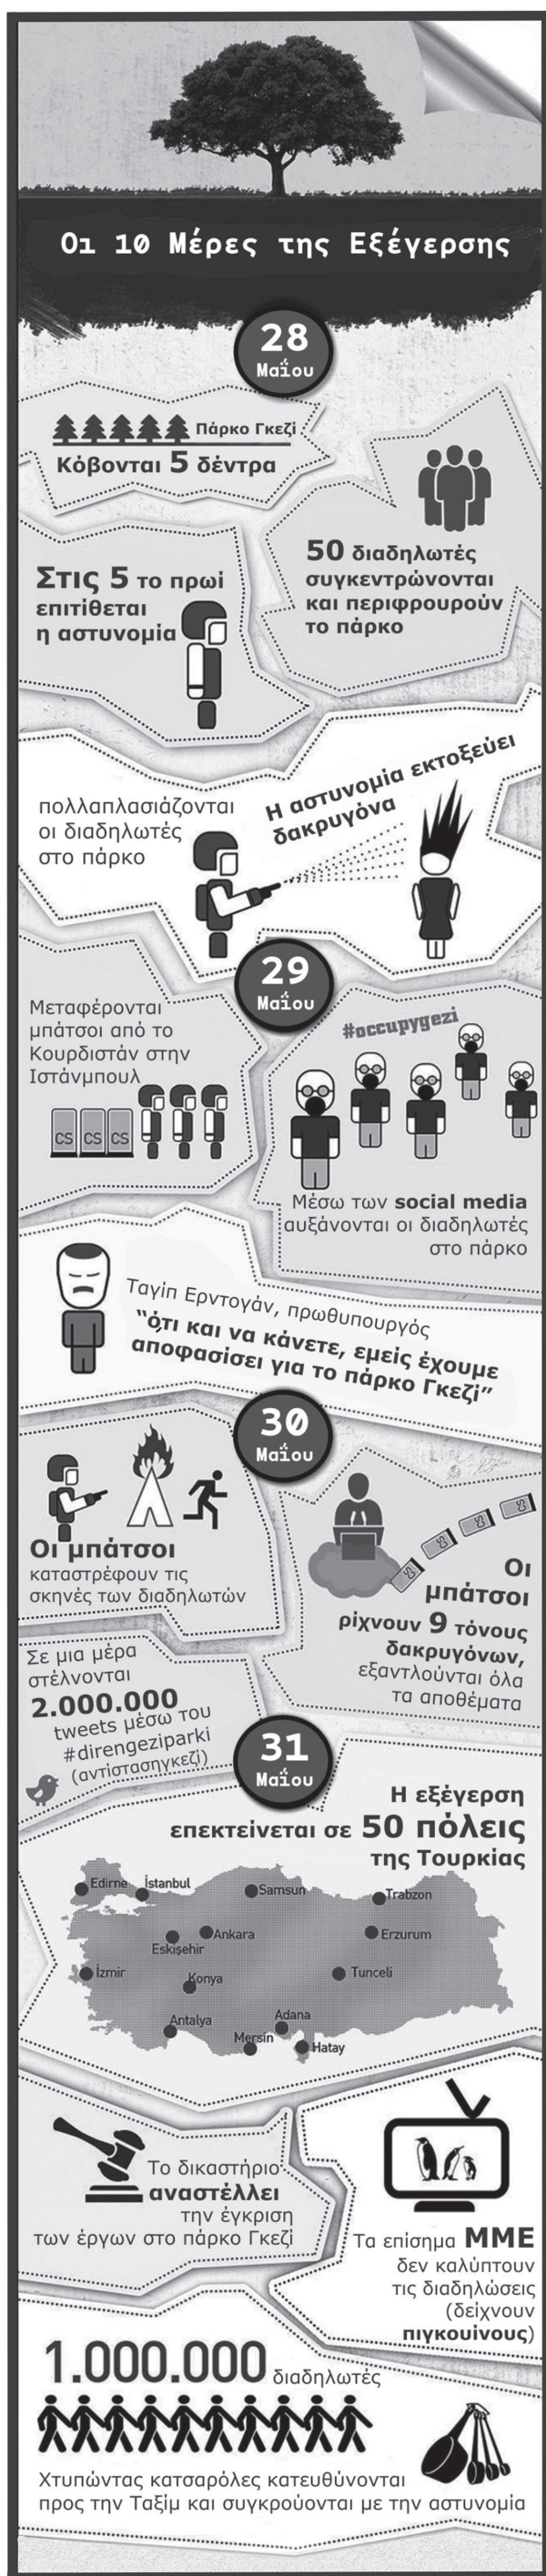 Οι 10 Μέρες της Εξέγερσης
28
Μαΐου
Πάρκο Γκεζί
Κόβονται 5 δέντρα
50 διαδηλωτές
συγκεντρώνονται
και περιφρουρούν
το πάρκο
Στις 5 το πρωί
επιτίθεται
η αστυνομία
πολλαπλασιάζονται
οι διαδηλωτές
στο πάρκο
Η αστυνομία εκτοξεύει
δακρυγόνα
29
Μαΐου
Μεταφέρονται
μπάτσοι από το
Κουρδιστάν στην
Ιστάνμπουλ
CS CS CS
#occupygezi
Μέσω των social media
αυξάνονται οι διαδηλωτές
στο πάρκο
Ταγίπ Ερντογάν, πρωθυπουργός
"ό,τι και να κάνετε, εμείς έχουμε
αποφασίσει για το πάρκο Γκεζί"
30
Μαΐου
Οι μπάτσοι
καταστρέφουν τις
σκηνές των διαδηλωτών
CS CS CS CS
Οι
μπάτσοι
ρίχνουν 9 τόνους
δακρυγόνων,
εξαντλούνται όλα
τα αποθέματα
Σε μια μέρα
στέλνονται
2.000.000
tweets μέσω του
#direngeziparki
(αντίστασηγκεζί)
31
Μαΐου
Η εξέγερση
επεκτείνεται σε 50 πόλεις
της Τουρκίας
Edirne
İstanbul
Samsun
Trabzon
Ankara
Erzurum
Eskişehir
İzmir
Konya
Tunceli
Antalya
Adana
Mersin
Hatay
Το δικαστήριο
αναστέλλει
την έγκριση
των έργων στο πάρκο Γκεζί
Τα επίσημα ΜΜΕ
δεν καλύπτουν
τις διαδηλώσεις
(δείχνουν
πιγκουίνους)
1.000.000 διαδηλωτές
Χτυπώντας κατσαρόλες κατευθύνονται
προς την Ταξίμ και συγκρούονται με την αστυνομία